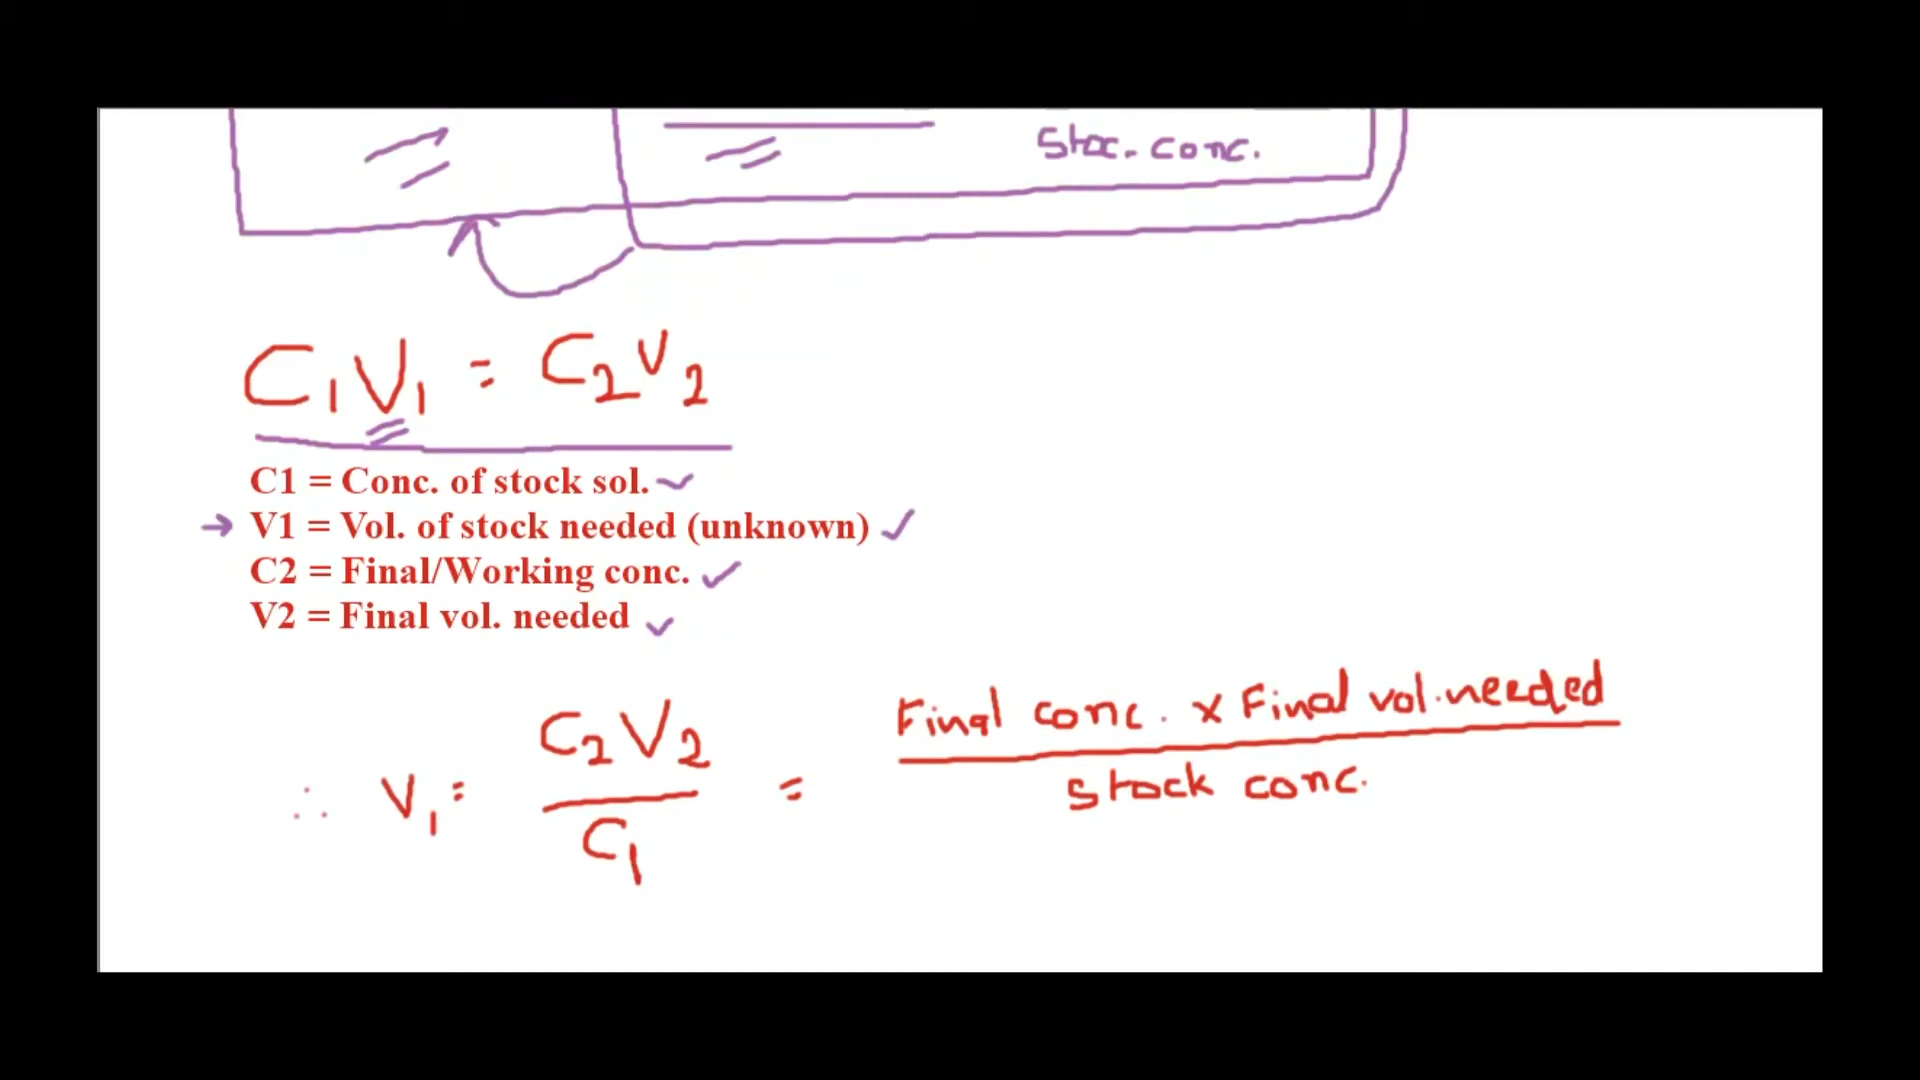 Stoc. conc.
C₁V₁ = C₂V₂
C1 = Conc. of stock sol.
→ V1 = Vol. of stock needed (unknown)
C2 = Final/Working conc.
V2 = Final vol. needed
∴ V₁ = C₂V₂ / C₁ = Final conc. x Final vol. needed / stock conc.